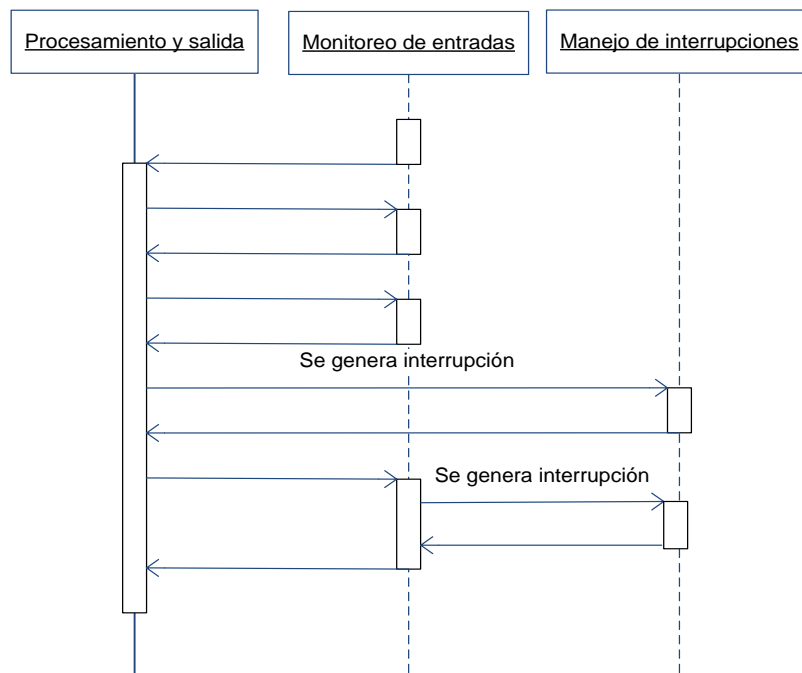 Procesamiento y salida
Monitoreo de entradas
Manejo de interrupciones
Se genera interrupción
Se genera interrupción